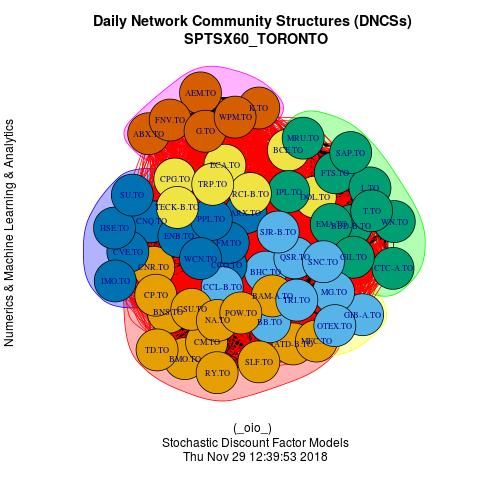 Daily Network Community Structures (DNCSs)
SPTSX60_TORONTO
Numerics & Machine Learning & Analytics
AEM.TO
K.TO
FNV.TO
WPM.TO
ABX.TO
G.TO
MRU.TO
BCE.TO
SAP.TO
ECA.TO
FTS.TO
CPG.TO
TRP.TO
L.TO
SU.TO
RCI-B.TO
IPL.TO
DOL.TO
TECK-B.TO
T.TO
CNQ.TO
PPL.TO
WN.TO
HSE.TO
EMA.TO
BBD-B.TO
ENB.TO
SJR-B.TO
CVE.TO
WCN.TO
QSR.TO
SNC.TO
GIL.TO
CNR.TO
BHC.TO
CTC-A.TO
IMO.TO
CCL-B.TO
CP.TO
BAM-A.TO
TRI.TO
MG.TO
BNS.TO
CSU.TO
POW.TO
GIB-A.TO
NA.TO
BB.TO
OTEX.TO
TD.TO
CM.TO
ATD-B.TO
MFC.TO
BMO.TO
SLF.TO
RY.TO
(_oIo_)
Stochastic Discount Factor Models
Thu Nov 29 12:39:53 2018